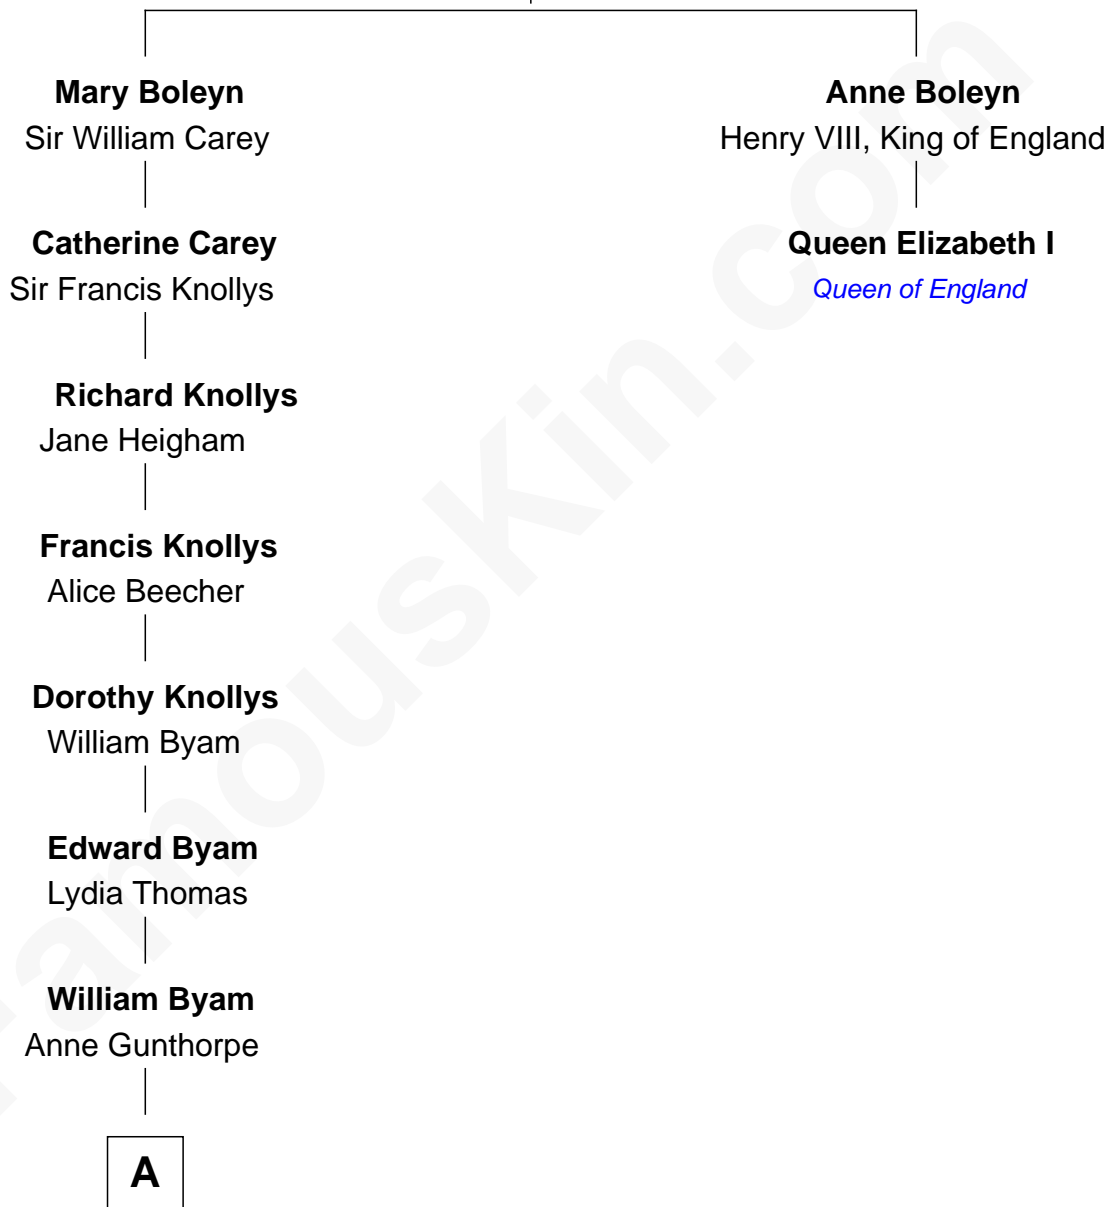 Mary Boleyn
Sir William Carey
Anne Boleyn
Henry VIII, King of England
Catherine Carey
Sir Francis Knollys
Queen Elizabeth I
Queen of England
Richard Knollys
Jane Heigham
Francis Knollys
Alice Beecher
Dorothy Knollys
William Byam
Edward Byam
Lydia Thomas
William Byam
Anne Gunthorpe
A
FamousKin.com